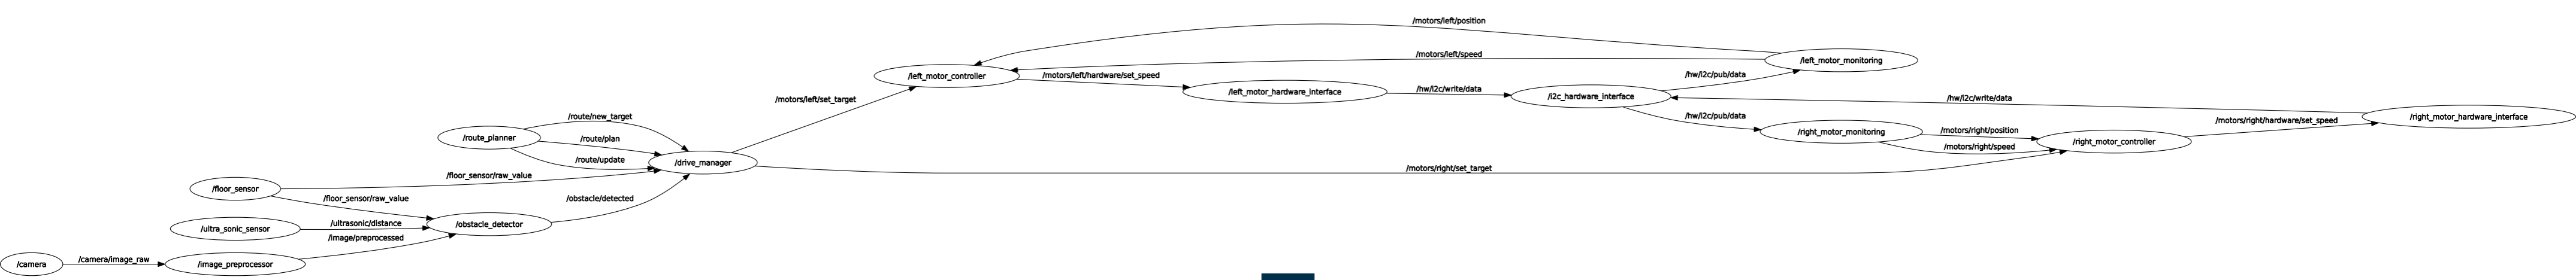 /motors/left/position
/motors/left/speed
/left_motor_monitoring
/left_motor_controller
/motors/left/hardware/set_speed
/hw/i2c/pub/data
/left_motor_hardware_interface
/hw/i2c/write/data
/i2c_hardware_interface
/hw/i2c/write/data
/motors/left/set_target
/route/new_target
/hw/i2c/pub/data
/motors/right/hardware/set_speed
/right_motor_hardware_interface
/route_planner
/route/plan
/right_motor_monitoring
/motors/right/position
/right_motor_controller
/motors/right/speed
/route/update
/drive_manager
/motors/right/set_target
/floor_sensor/raw_value
/floor_sensor
/floor_sensor/raw_value
/obstacle/detected
/ultra_sonic_sensor
/ultrasonic/distance
/obstacle_detector
/image/preprocessed
/camera
/camera/image_raw
/image_preprocessor